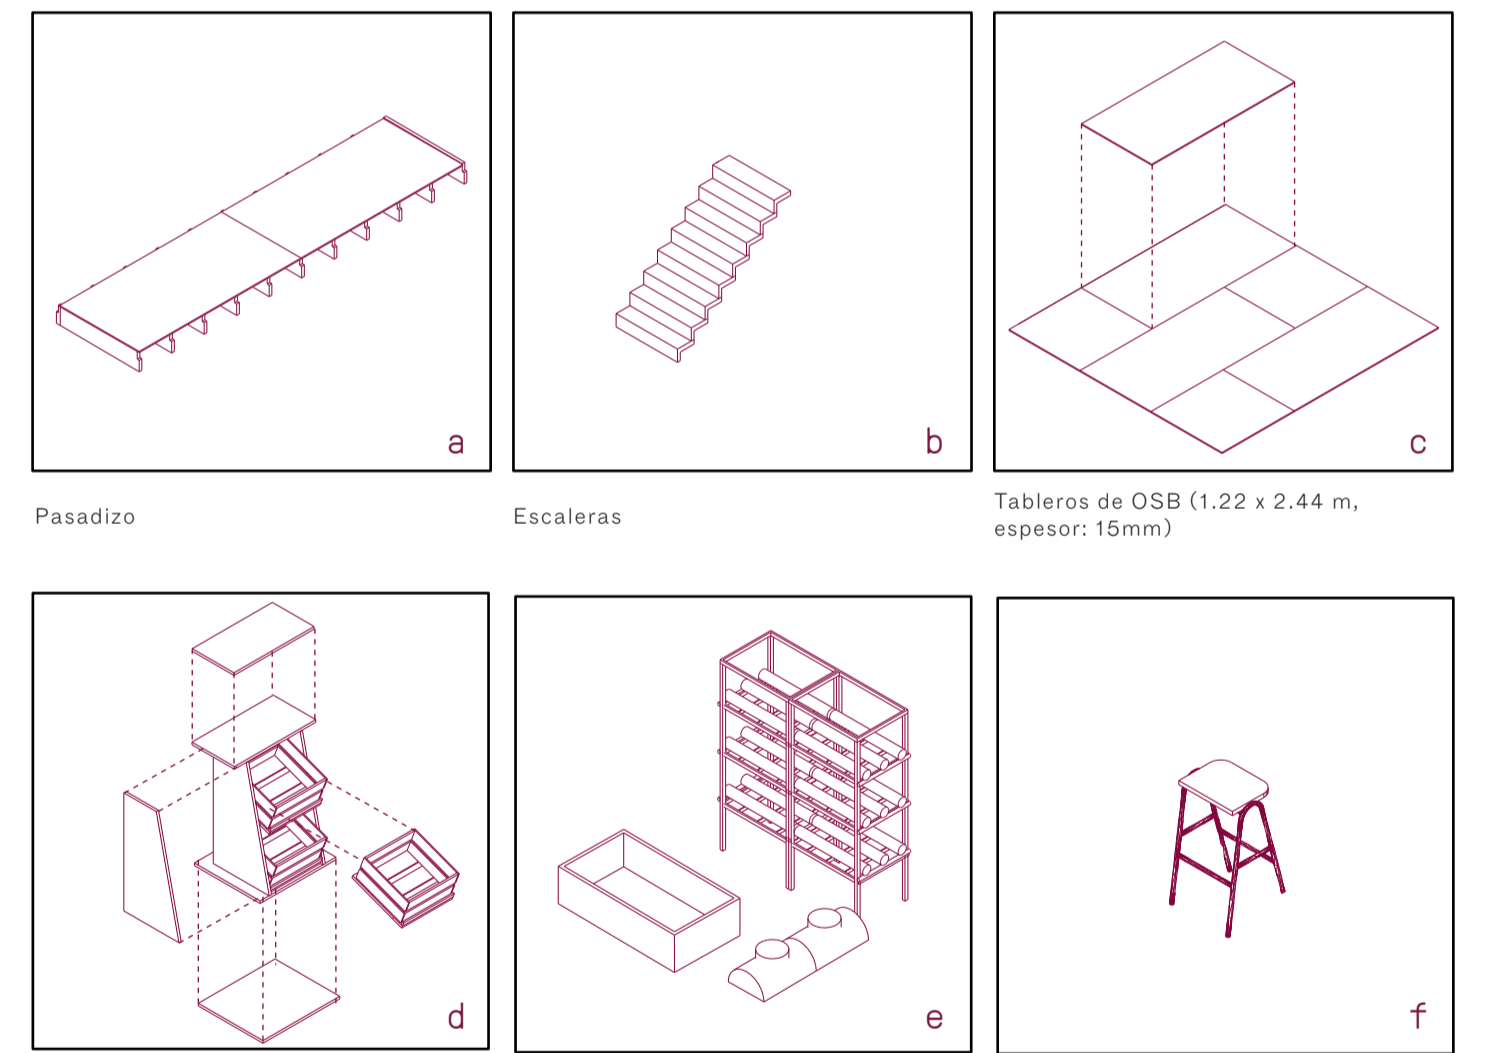 a
b
c
Pasadizo
Escaleras
Tableros de OSB (1.22 x 2.44 m,
espesor: 15mm)
d
e
f